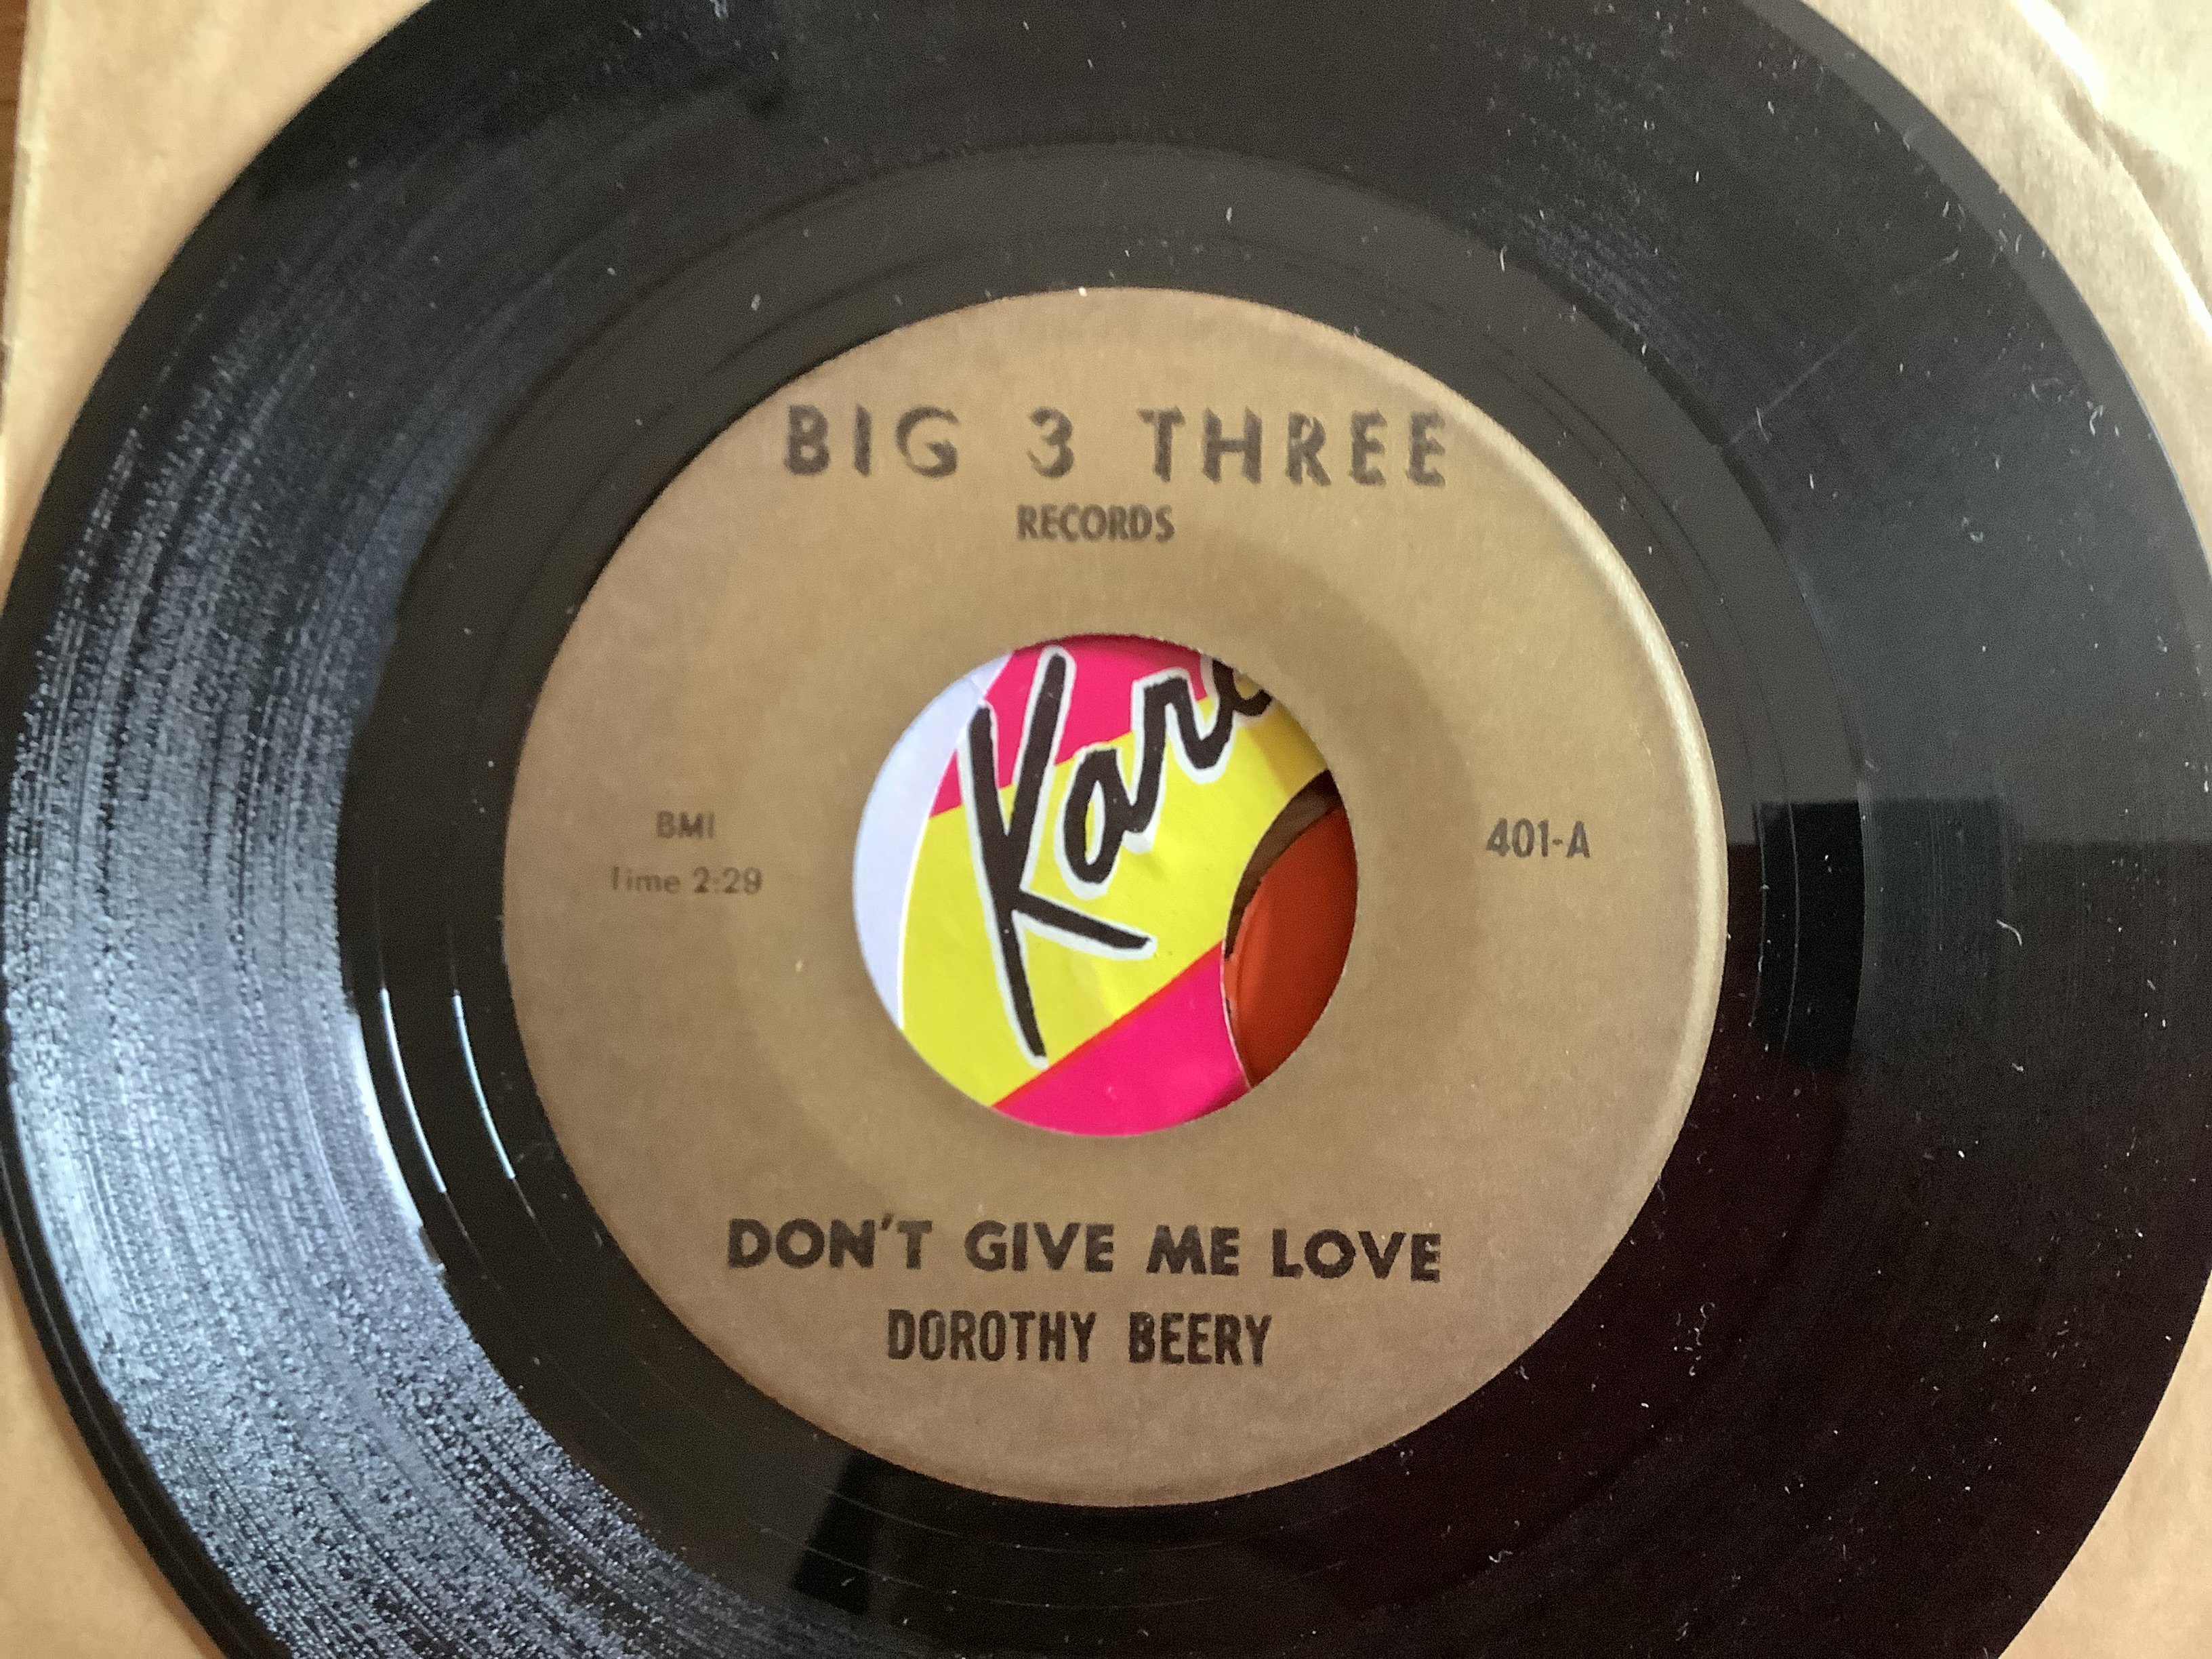 BIG 3 THREE
RECORDS
BMI
Time 2:29
401-A
DON'T GIVE ME LOVE
DOROTHY BEERY